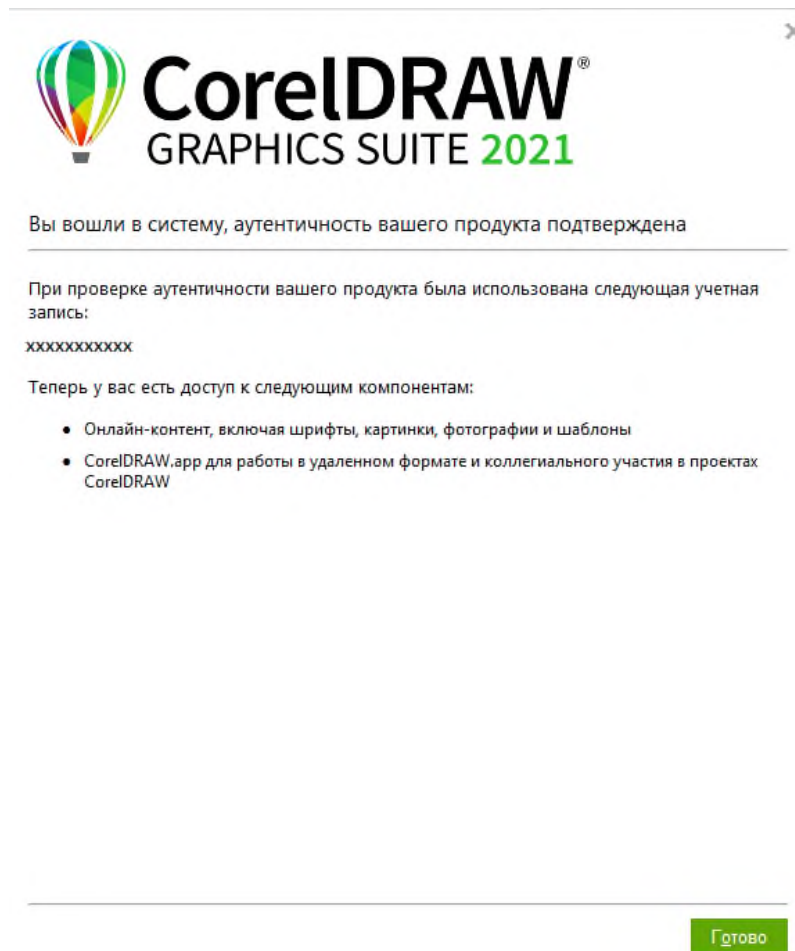 CorelDRAW®
GRAPHICS SUITE 2021
Вы вошли в систему, аутентичность вашего продукта подтверждена
При проверке аутентичности вашего продукта была использована следующая учетная
запись:
xxxxxxxxxxx
Теперь у вас есть доступ к следующим компонентам:
• Онлайн-контент, включая шрифты, картинки, фотографии и шаблоны
• CorelDRAW.app для работы в удаленном формате и коллегиального участия в проектах
CorelDRAW
Готово